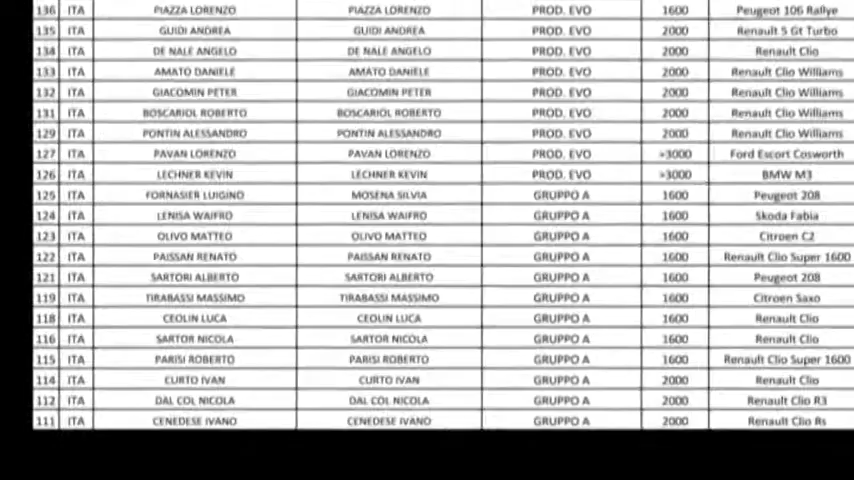 136 ITA PIAZZA LORENZO PIAZZA LORENZO PROD. EVO 1600 Peugeot 106 Rallye
135 ITA GUIDI ANDREA GUIDI ANDREA PROD. EVO 2000 Renault 5 Gt Turbo
134 ITA DE NALE ANGELO DE NALE ANGELO PROD. EVO 2000 Renault Clio
133 ITA AMATO DANIELE AMATO DANIELE PROD. EVO 2000 Renault Clio Williams
132 ITA GIACOMIN PETER GIACOMIN PETER PROD. EVO 2000 Renault Clio Williams
131 ITA BOSCARIOL ROBERTO BOSCARIOL ROBERTO PROD. EVO 2000 Renault Clio Williams
129 ITA PONTIN ALESSANDRO PONTIN ALESSANDRO PROD. EVO 2000 Renault Clio Williams
127 ITA PAVAN LORENZO PAVAN LORENZO PROD. EVO >3000 Ford Escort Cosworth
126 ITA LECHNER KEVIN LECHNER KEVIN PROD. EVO >3000 BMW M3
125 ITA FORNASIER LUIGINO MOSENA SILVIA GRUPPO A 1600 Peugeot 208
124 ITA LENISA WAIFRO LENISA WAIFRO GRUPPO A 1600 Skoda Fabia
123 ITA OLIVO MATTEO OLIVO MATTEO GRUPPO A 1600 Citroen C2
122 ITA PAISSAN RENATO PAISSAN RENATO GRUPPO A 1600 Renault Clio Super 1600
121 ITA SARTORI ALBERTO SARTORI ALBERTO GRUPPO A 1600 Peugeot 208
119 ITA TIRABASSI MASSIMO TIRABASSI MASSIMO GRUPPO A 1600 Citroen Saxo
118 ITA CEOLIN LUCA CEOLIN LUCA GRUPPO A 1600 Renault Clio
116 ITA SARTOR NICOLA SARTOR NICOLA GRUPPO A 1600 Renault Clio
115 ITA PARISI ROBERTO PARISI ROBERTO GRUPPO A 1600 Renault Clio Super 1600
114 ITA CURTO IVAN CURTO IVAN GRUPPO A 2000 Renault Clio
112 ITA DAL COL NICOLA DAL COL NICOLA GRUPPO A 2000 Renault Clio R3
111 ITA CENEDESE IVANO CENEDESE IVANO GRUPPO A 2000 Renault Clio Rs